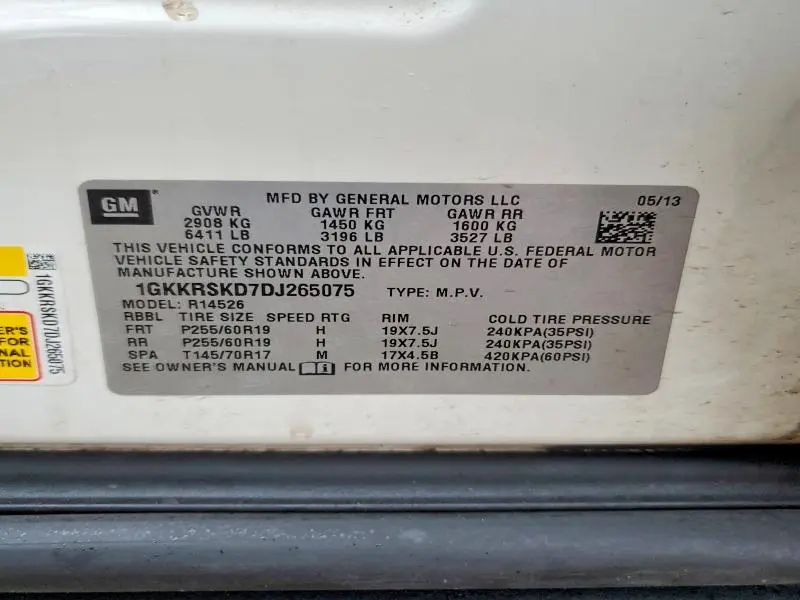 GM
®
MFD BY GENERAL MOTORS LLC
05/13
GVWR GAWR FRT GAWR RR
2908 KG 1450 KG 1600 KG
6411 LB 3196 LB 3527 LB
THIS VEHICLE CONFORMS TO ALL APPLICABLE U.S. FEDERAL MOTOR
VEHICLE SAFETY STANDARDS IN EFFECT ON THE DATE OF
MANUFACTURE SHOWN ABOVE.
1GKKRSKD7DJ265075 TYPE: M.P.V.
MODEL: R14526
RBBL TIRE SIZE SPEED RTG RIM COLD TIRE PRESSURE
FRT P255/60R19 H 19X7.5J 240KPA(35PSI)
RR P255/60R19 H 19X7.5J 240KPA(35PSI)
SPA T145/70R17 M 17X4.5B 420KPA(60PSI)
SEE OWNER'S MANUAL i FOR MORE INFORMATION.
1GKKRSKD7DJ265075
ER'S
FOR
NAL
TION